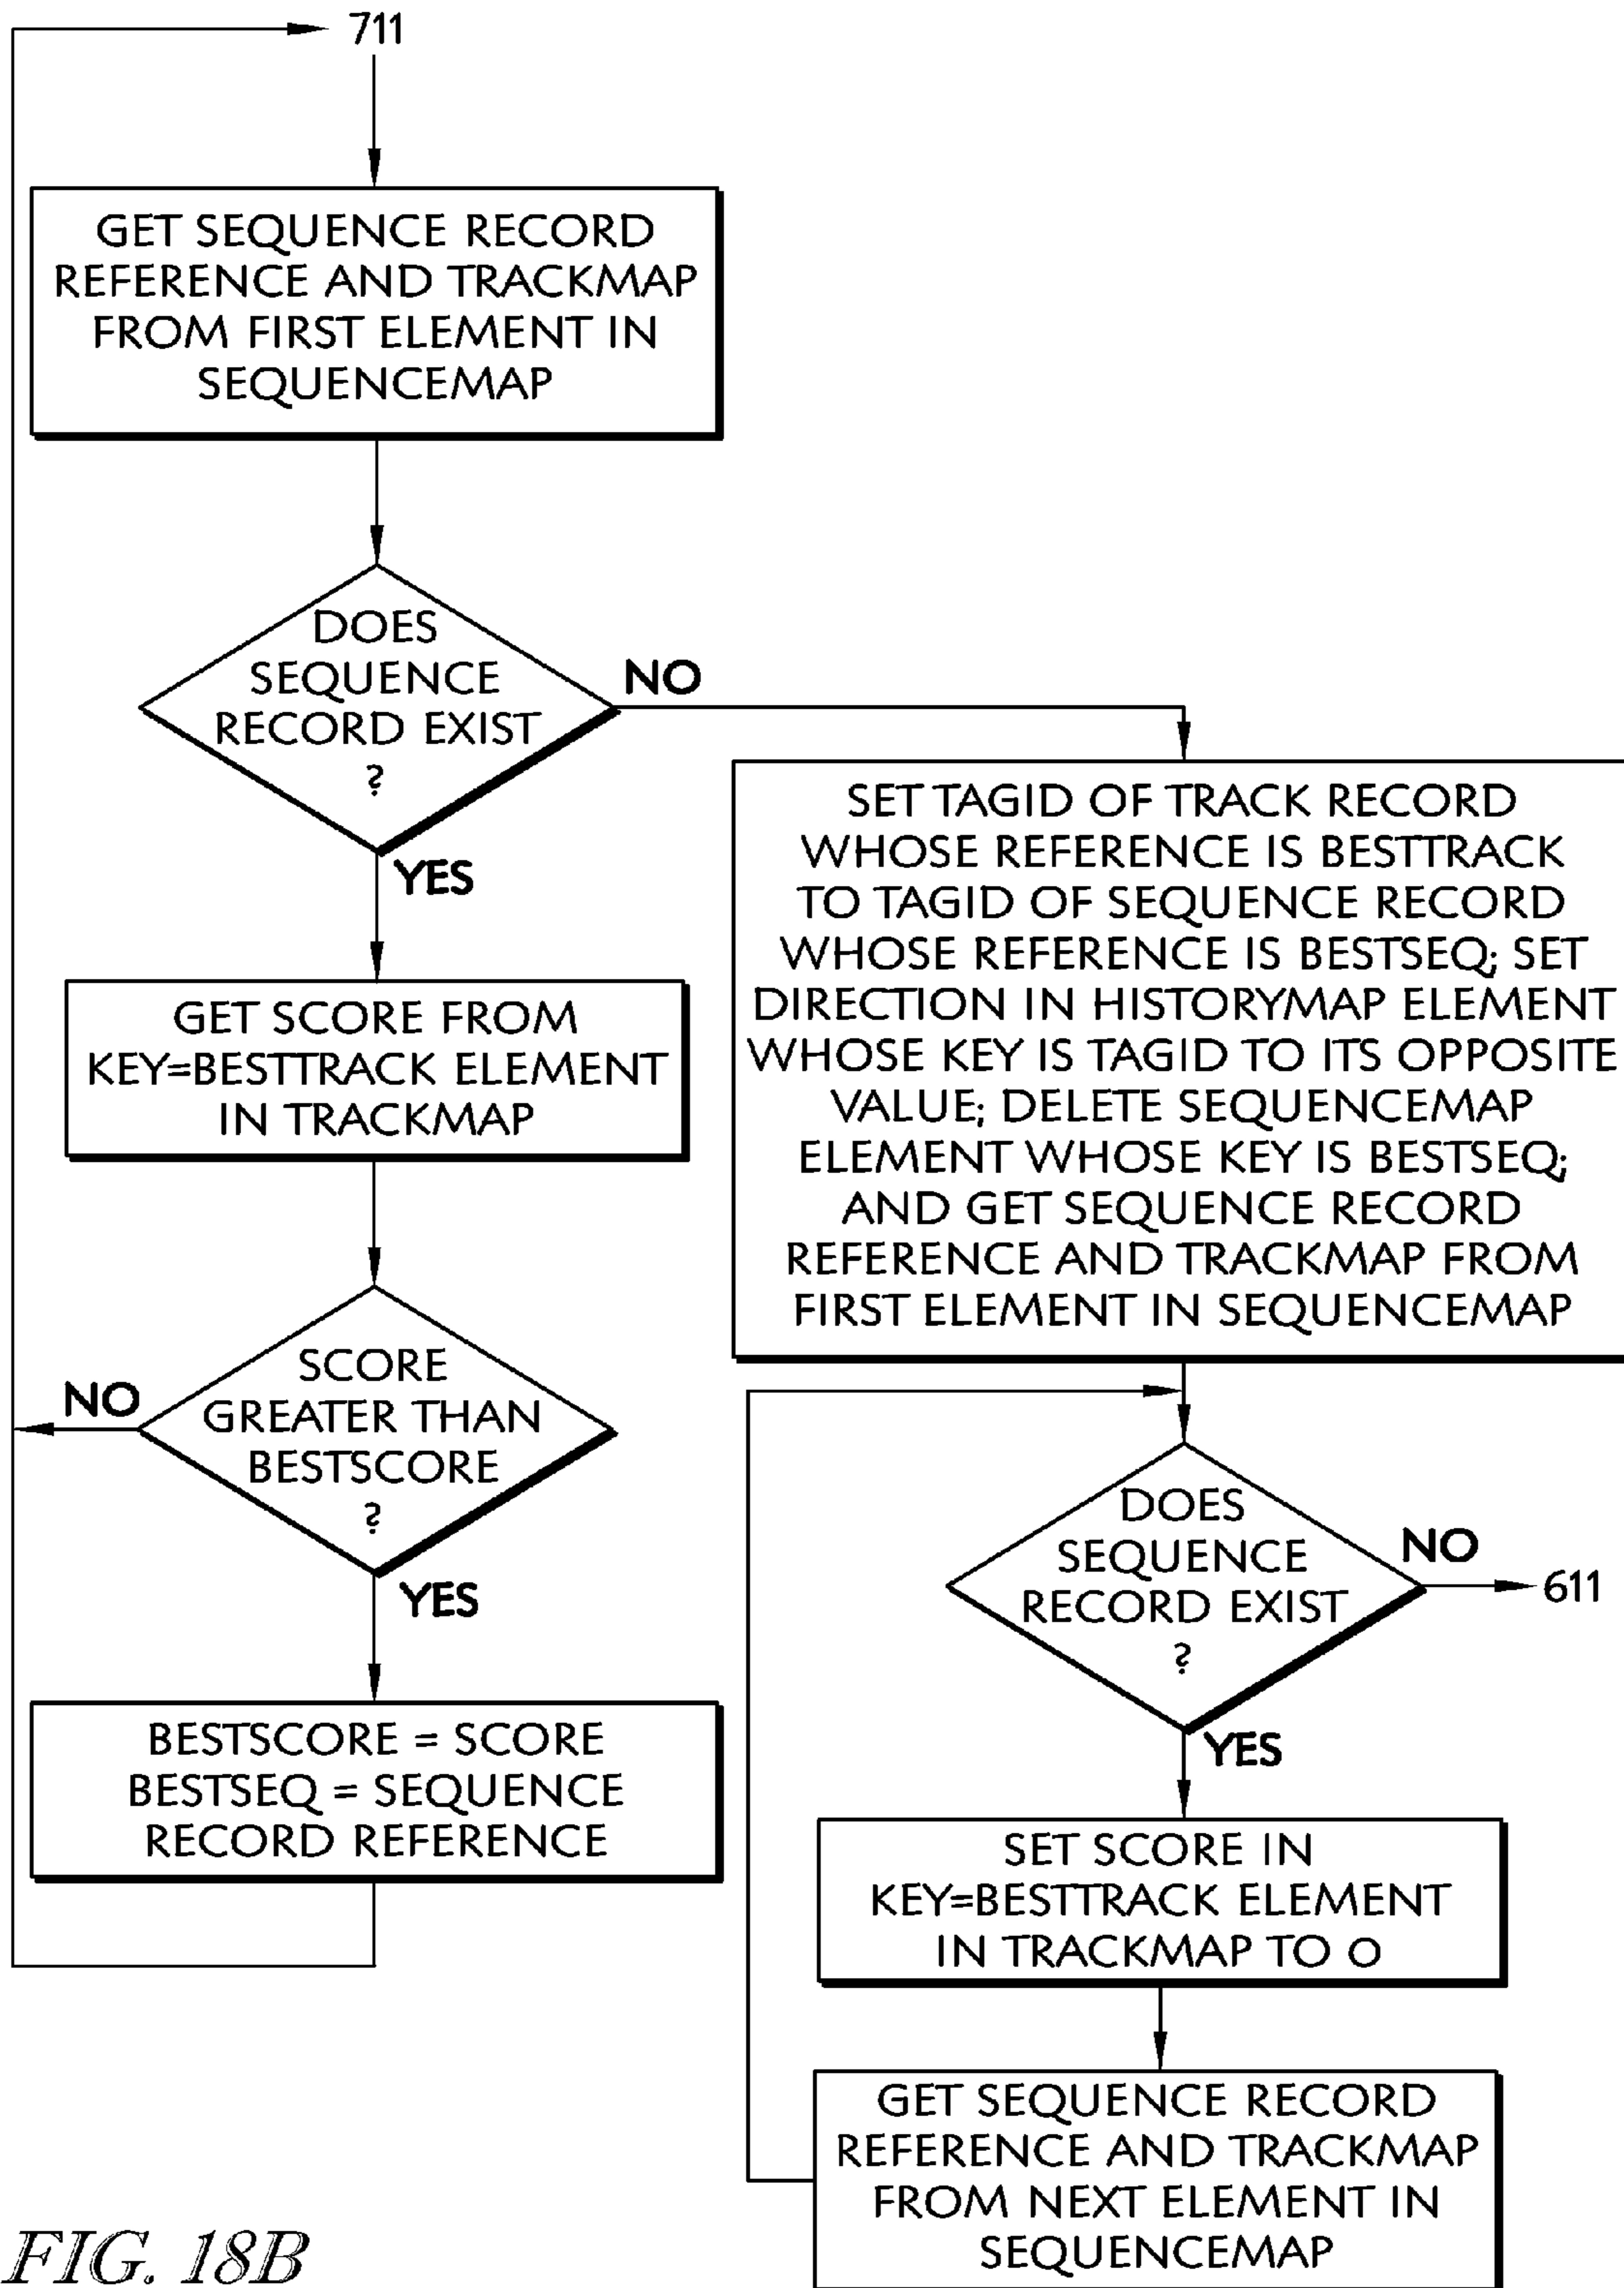 711
GET SEQUENCE RECORD
REFERENCE AND TRACKMAP
FROM FIRST ELEMENT IN
SEQUENCEMAP
DOES
SEQUENCE
RECORD EXIST
?
NO
YES
GET SCORE FROM
KEY=BESTTRACK ELEMENT
IN TRACKMAP
SCORE
GREATER THAN
BESTSCORE
?
NO
YES
BESTSCORE = SCORE
BESTSEQ = SEQUENCE
RECORD REFERENCE
SET TAGID OF TRACK RECORD
WHOSE REFERENCE IS BESTTRACK
TO TAGID OF SEQUENCE RECORD
WHOSE REFERENCE IS BESTSEQ; SET
DIRECTION IN HISTORYMAP ELEMENT
WHOSE KEY IS TAGID TO ITS OPPOSITE
VALUE; DELETE SEQUENCEMAP
ELEMENT WHOSE KEY IS BESTSEQ;
AND GET SEQUENCE RECORD
REFERENCE AND TRACKMAP FROM
FIRST ELEMENT IN SEQUENCEMAP
DOES
SEQUENCE
RECORD EXIST
?
NO
611
YES
SET SCORE IN
KEY=BESTTRACK ELEMENT
IN TRACKMAP TO 0
GET SEQUENCE RECORD
REFERENCE AND TRACKMAP
FROM NEXT ELEMENT IN
SEQUENCEMAP
FIG. 18B